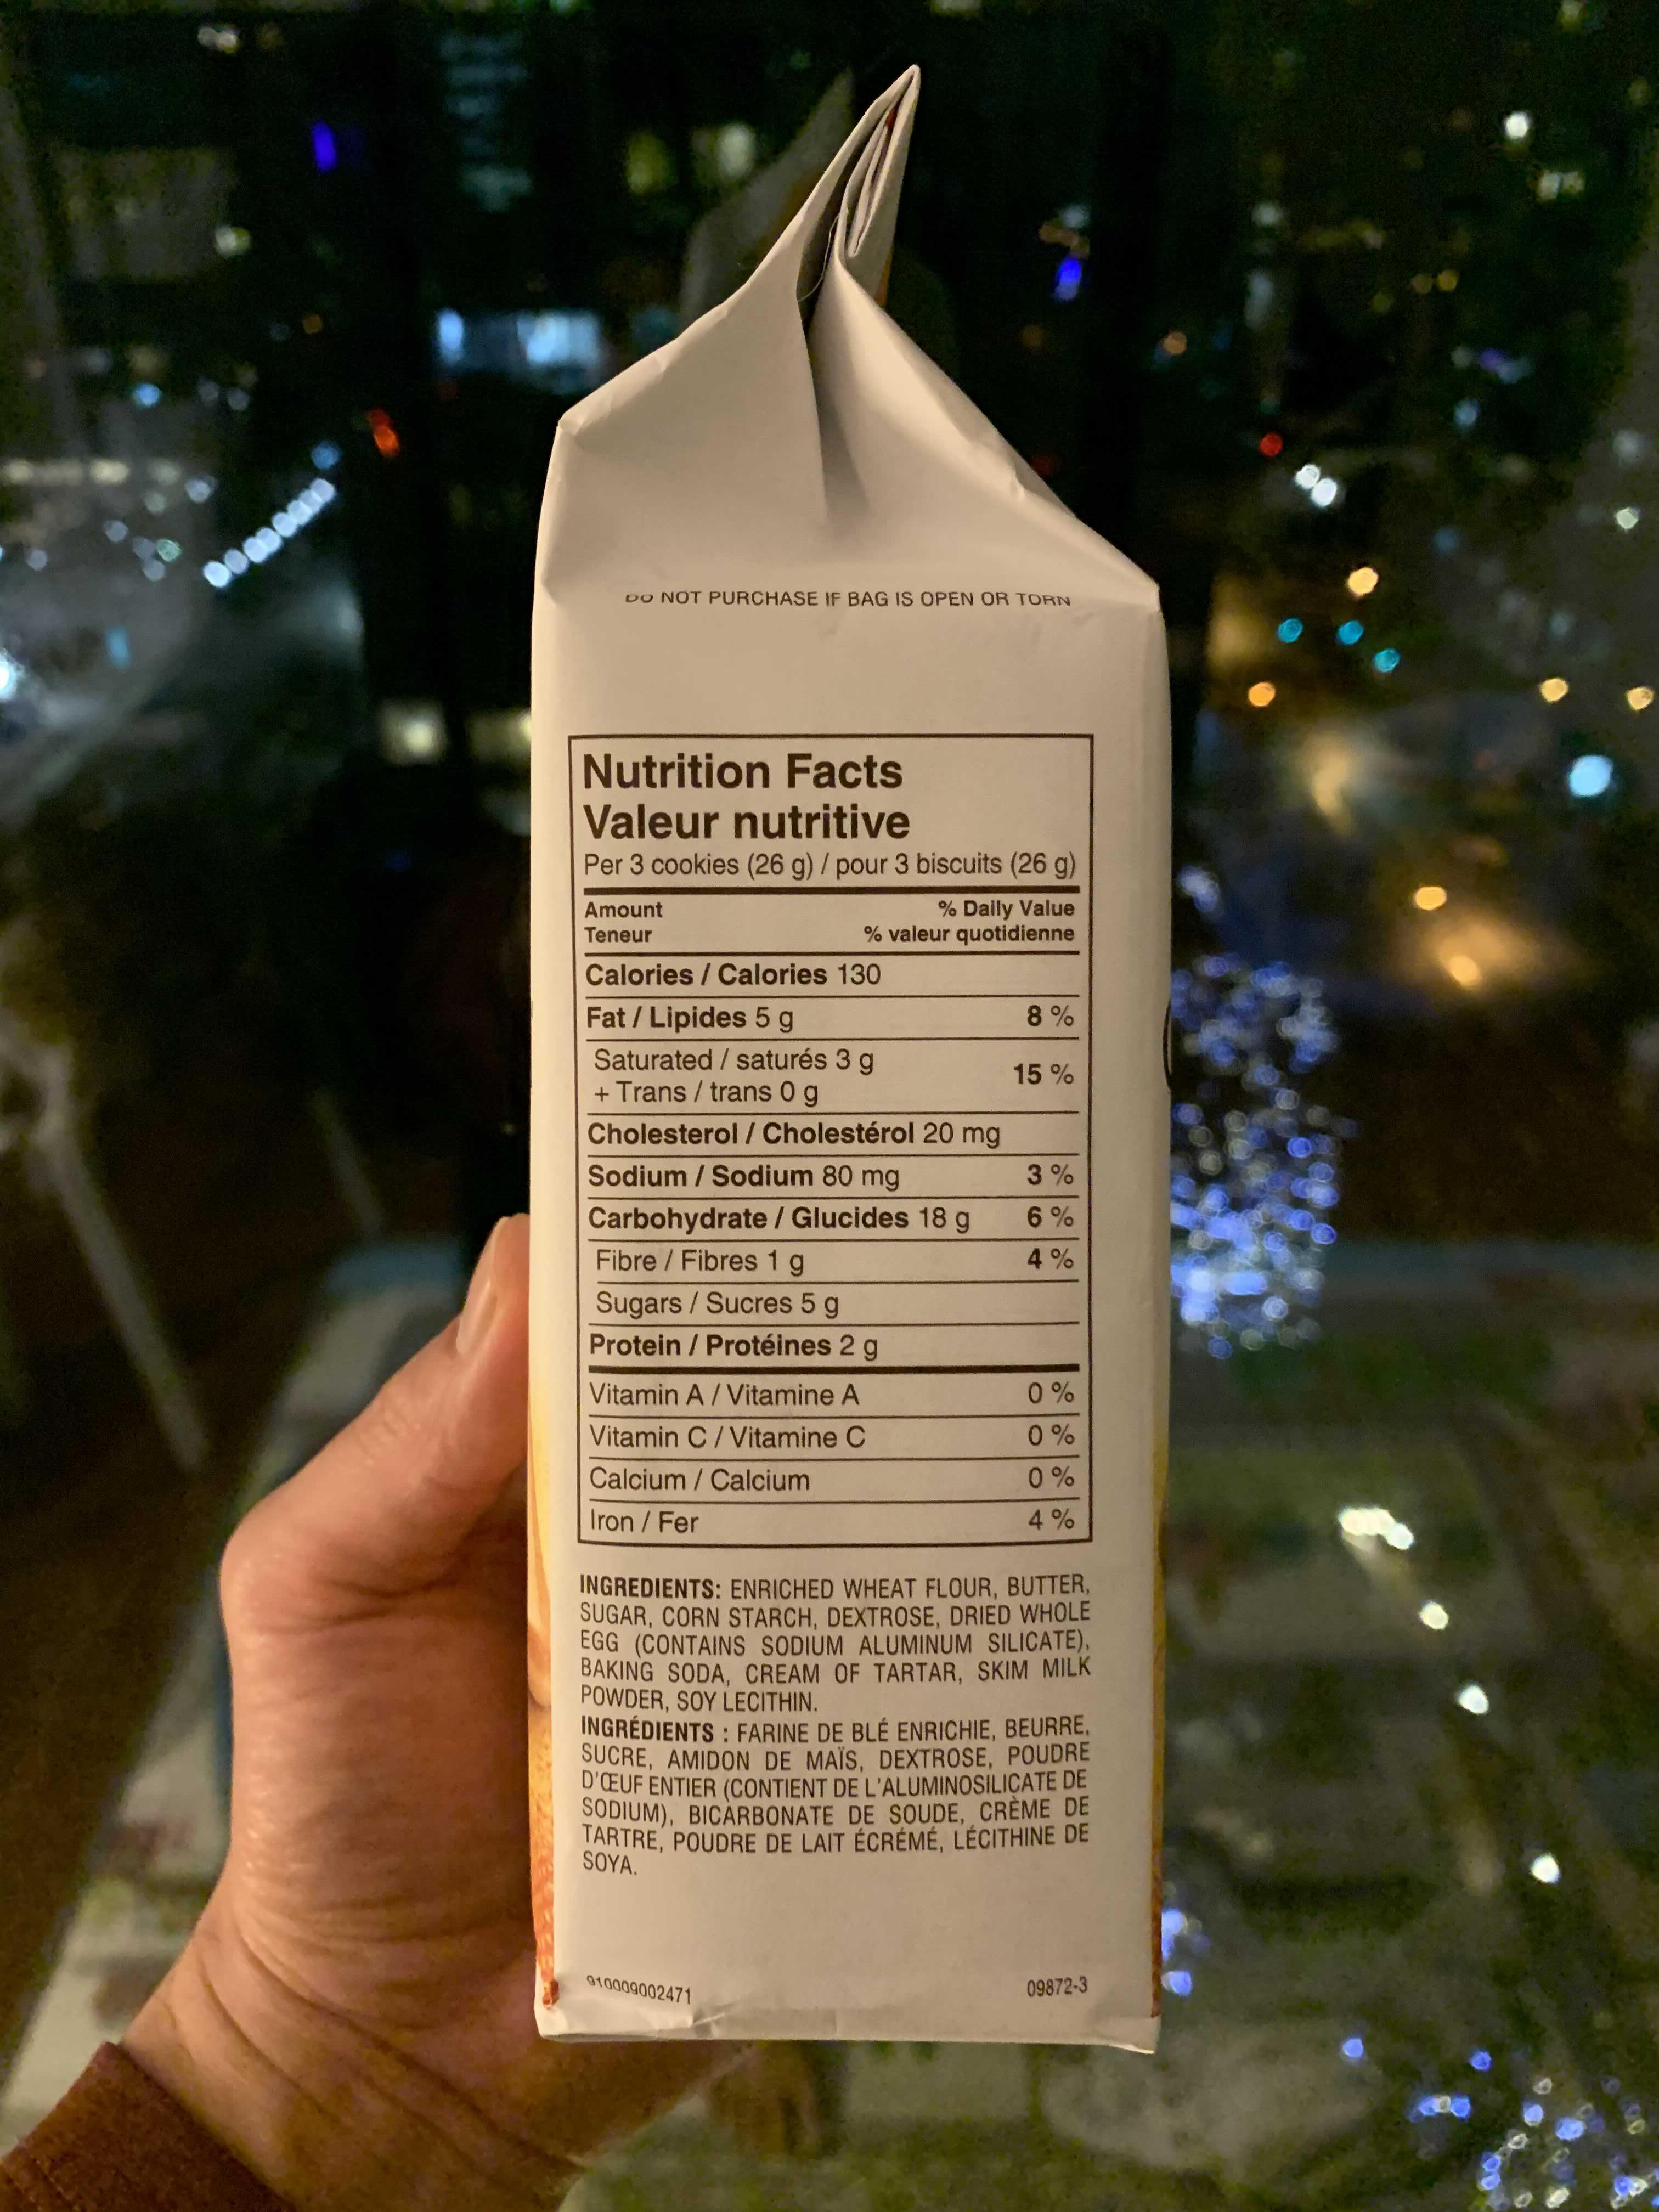 DO NOT PURCHASE IF BAG IS OPEN OR TORN
Nutrition Facts
Valeur nutritive
Per 3 cookies (26 g) / pour 3 biscuits (26 g)
Amount % Daily Value
Teneur % valeur quotidienne
Calories / Calories 130
Fat / Lipides 5 g 8 %
Saturated / saturés 3 g
+ Trans / trans 0 g 15 %
Cholesterol / Cholestérol 20 mg
Sodium / Sodium 80 mg 3 %
Carbohydrate / Glucides 18 g 6 %
Fibre / Fibres 1 g 4 %
Sugars / Sucres 5 g
Protein / Protéines 2 g
Vitamin A / Vitamine A 0 %
Vitamin C / Vitamine C 0 %
Calcium / Calcium 0 %
Iron / Fer 4 %
INGREDIENTS: ENRICHED WHEAT FLOUR, BUTTER,
SUGAR, CORN STARCH, DEXTROSE, DRIED WHOLE
EGG (CONTAINS SODIUM ALUMINUM SILICATE),
BAKING SODA, CREAM OF TARTAR, SKIM MILK
POWDER, SOY LECITHIN.
INGRÉDIENTS : FARINE DE BLÉ ENRICHIE, BEURRE,
SUCRE, AMIDON DE MAÏS, DEXTROSE, POUDRE
D'ŒUF ENTIER (CONTIENT DE L'ALUMINOSILICATE DE
SODIUM), BICARBONATE DE SOUDE, CRÈME DE
TARTRE, POUDRE DE LAIT ÉCRÉMÉ, LÉCITHINE DE
SOYA.
910009002471 09872-3